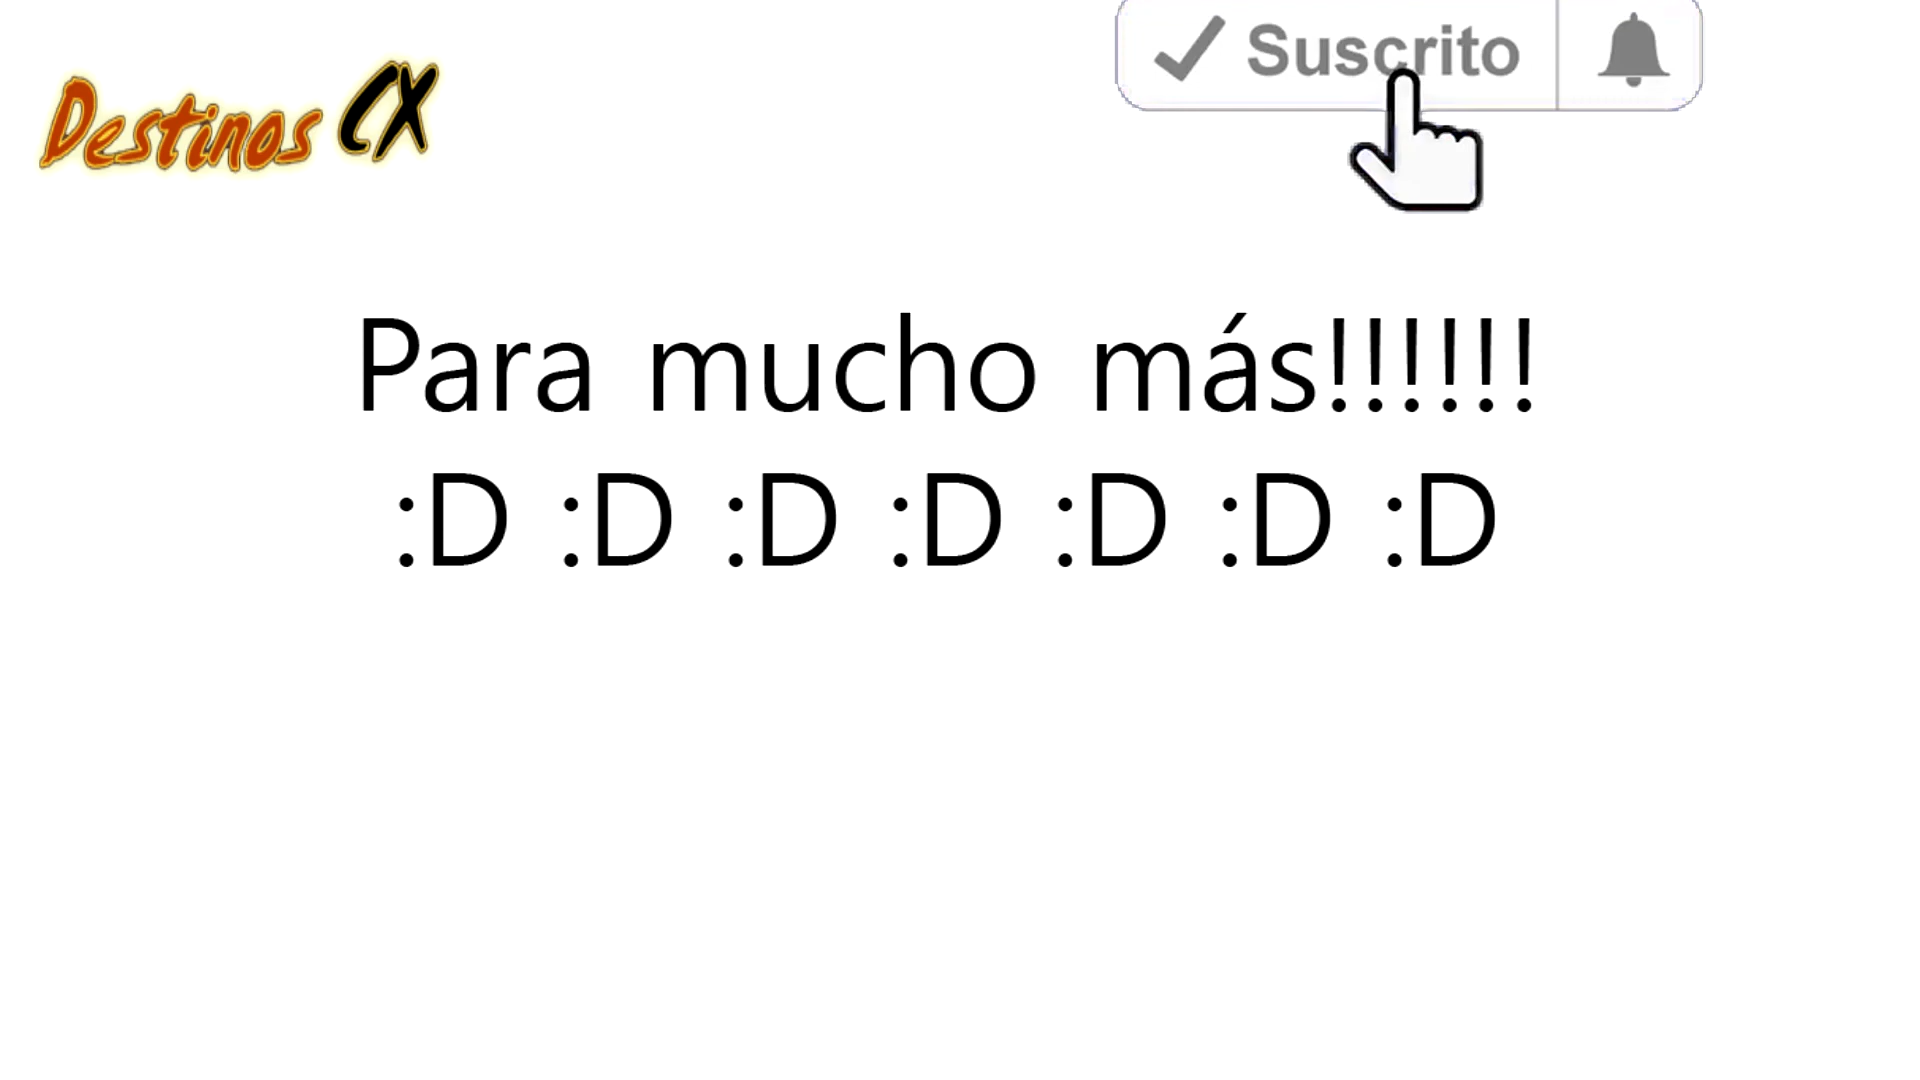 Destinos CX
Suscrito
Para mucho más!!!!!!
:D :D :D :D :D :D :D